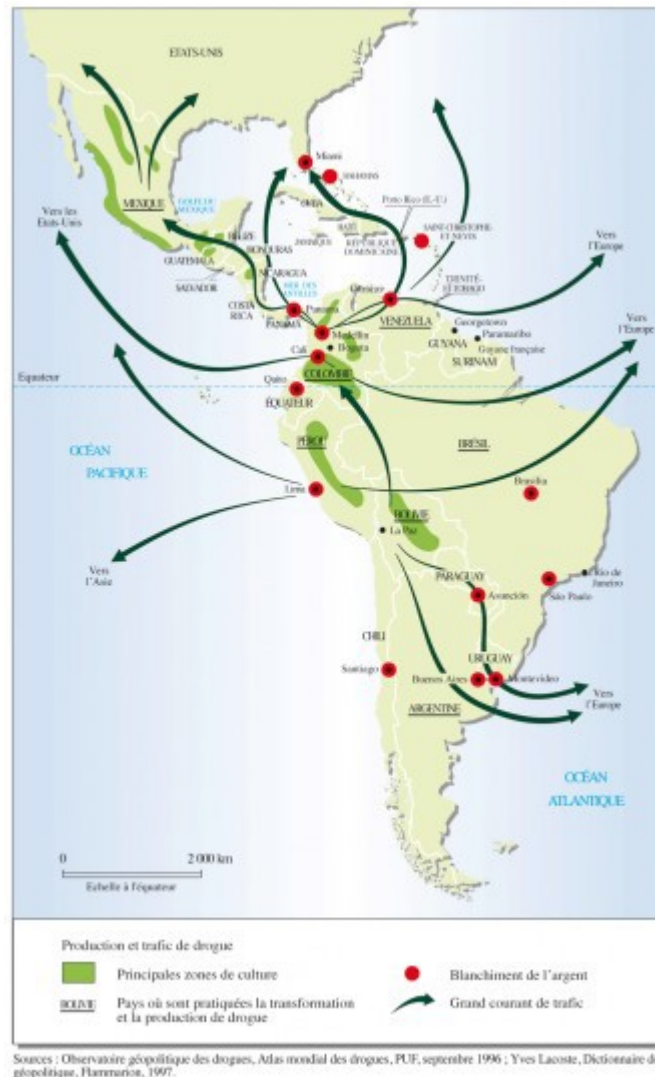 ETATS-UNIS
Miami
BAHAMAS
CUBA
Porto Rico (E.-U.)
MEXIQUE
GOLFE DU
MEXIQUE
HAÏTI
SAINT-CHRISTOPHE
ET NEVIS
Vers les
Etats-Unis
BELIZE
JAMAÏQUE
RÉPUBLIQUE
DOMINICAINE
Vers
l'Europe
HONDURAS
GUATEMALA
NICARAGUA
SALVADOR
MER DES
ANTILLES
TRINITÉ-
ET-TOBAGO
COSTA
RICA
Panama
PANAMA
VENEZUELA
Georgetown
Vers
l'Europe
Medellín
Paramaribo
GUYANA
Guyane française
Bogota
SURINAM
Cali
COLOMBIE
Equateur
Quito
ÉQUATEUR
OCÉAN
PACIFIQUE
PÉROU
BRÉSIL
Lima
Brasilia
BOLIVIE
La Paz
Vers
l'Asie
PARAGUAY
Rio de
Janeiro
Asunción
São Paulo
CHILI
URUGUAY
Santiago
Buenos Aires
Montevideo
Vers
l'Europe
ARGENTINE
OCÉAN
ATLANTIQUE
0 2 000 km
Echelle à l'équateur
Production et trafic de drogue
Principales zones de culture
Blanchiment de l'argent
BOLIVIE
Pays où sont pratiquées la transformation
et la production de drogue
Grand courant de trafic
Sources : Observatoire géopolitique des drogues, Atlas mondial des drogues, PUF, septembre 1996 ; Yves Lacoste, Dictionnaire de
géopolitique, Flammarion, 1997.